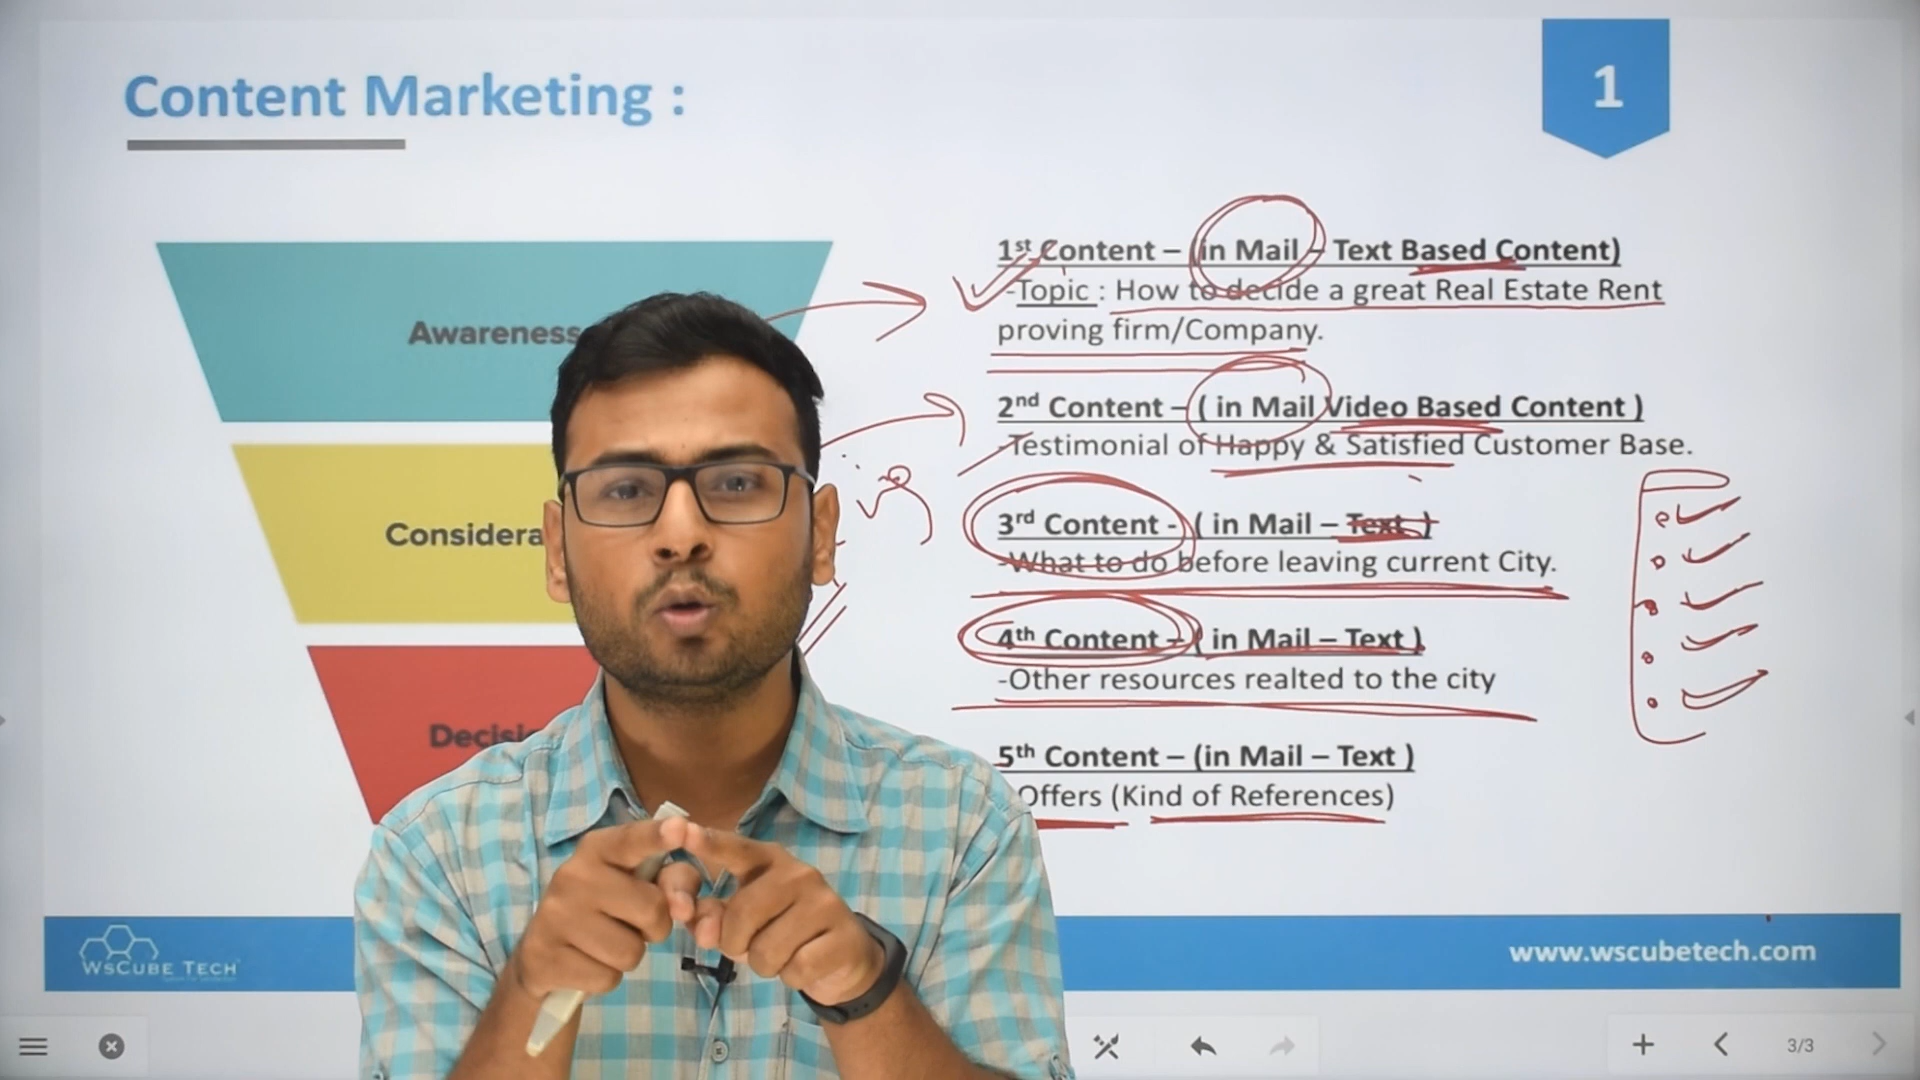 Content Marketing :
1
Awareness
Considera
Decisi
1st Content – (in Mail – Text Based Content)
-Topic : How to decide a great Real Estate Rent
proving firm/Company.
2nd Content – ( in Mail Video Based Content )
-Testimonial of Happy & Satisfied Customer Base.
3rd Content - ( in Mail – Text )
-What to do before leaving current City.
4th Content – ( in Mail – Text )
-Other resources realted to the city
5th Content – (in Mail – Text )
Offers (Kind of References)
WsCube Tech
www.wscubetech.com
3/3